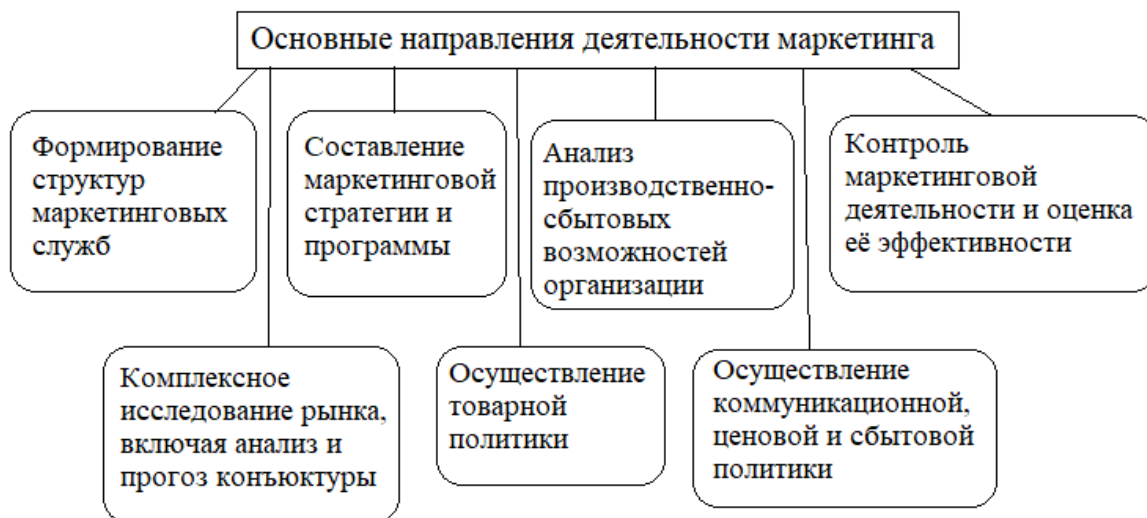 Основные направления деятельности маркетинга
Формирование
структур
маркетинговых
служб
Составление
маркетинговой
стратегии и
программы
Анализ
производственно-
сбытовых
возможностей
организации
Контроль
маркетинговой
деятельности и оценка
её эффективности
Комплексное
исследование рынка,
включая анализ и
прогоз конъюктуры
Осуществление
товарной
политики
Осуществление
коммуникационной,
ценовой и сбытовой
политики